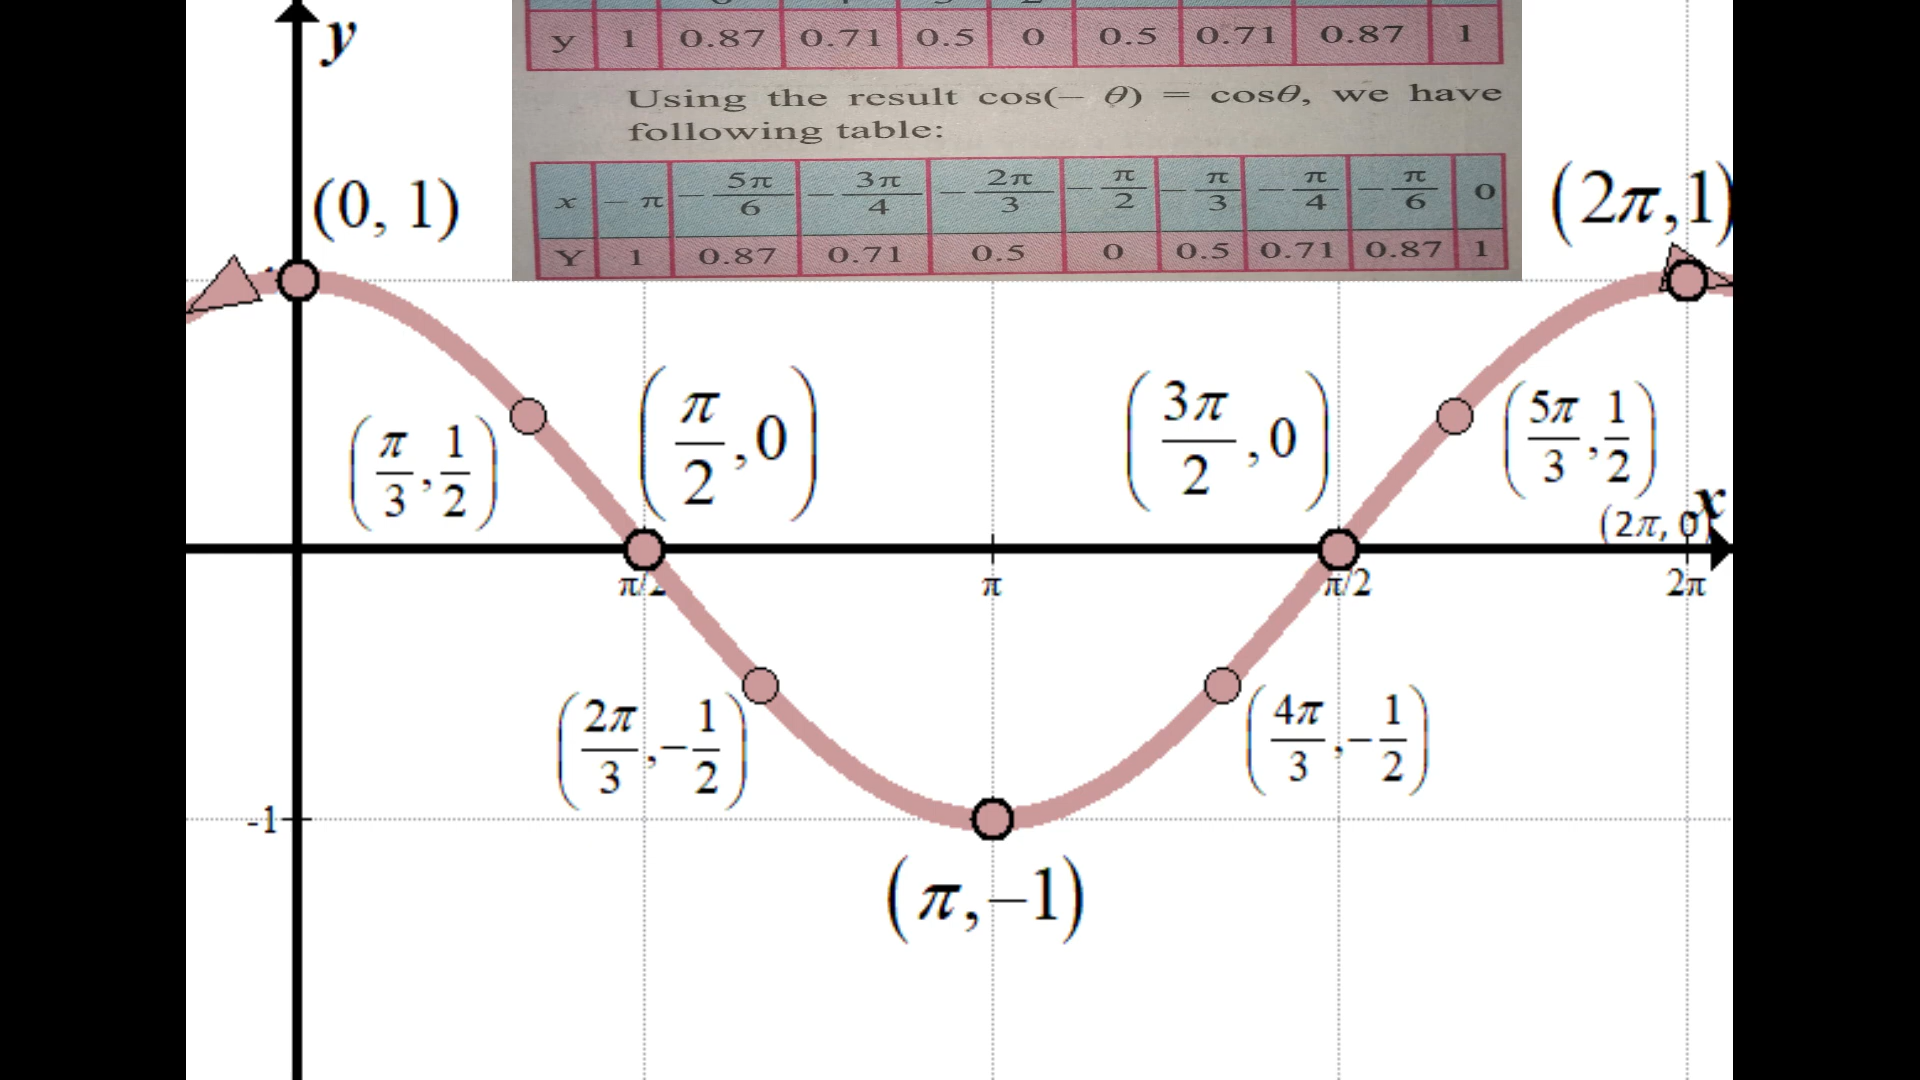 y 1 0.87 0.71 0.5 0 0.5 0.71 0.87 1
Using the result cos(− θ) = cosθ, we have
following table:
x −π −5π/6 −3π/4 −2π/3 −π/2 −π/3 −π/4 −π/6 0
Y 1 0.87 0.71 0.5 0 0.5 0.71 0.87 1
y
(0, 1)
(2π,1)
(π/3, 1/2)
(π/2, 0)
(3π/2, 0)
(5π/3, 1/2)
x
(2π, 0)
π/2
π
π/2
2π
(2π/3, −1/2)
(4π/3, −1/2)
-1
(π,−1)